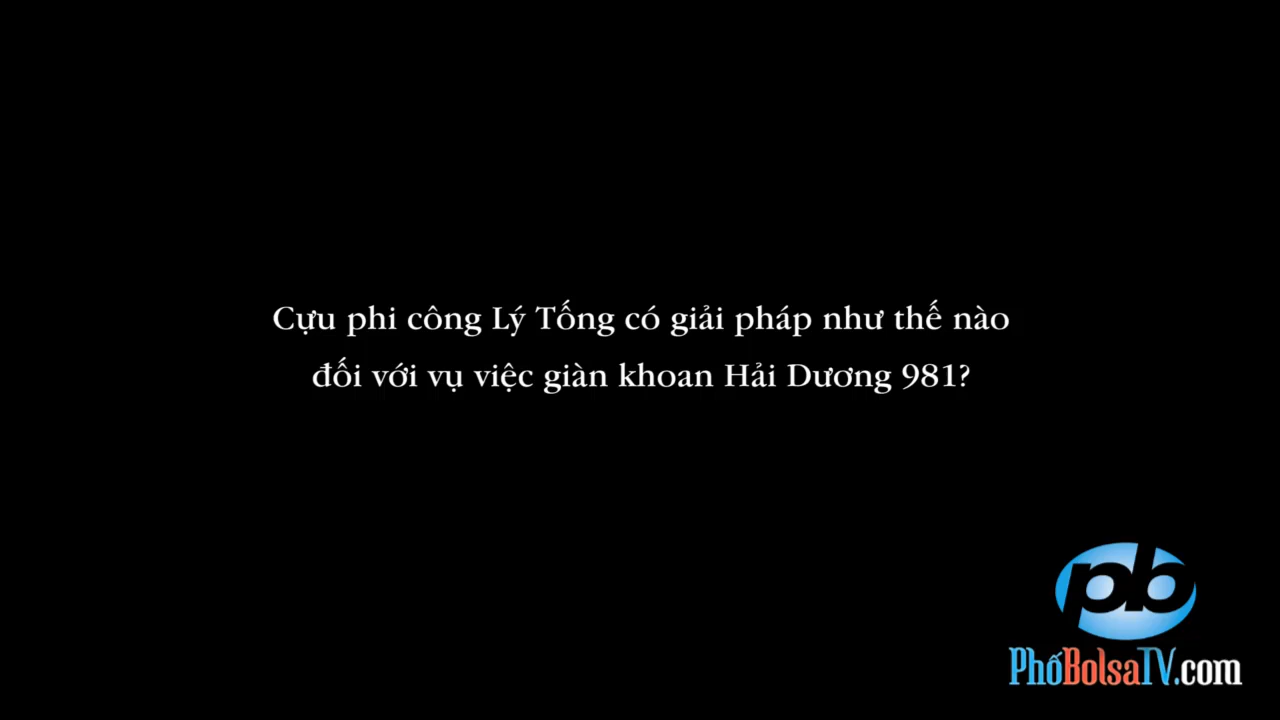 Cựu phi công Lý Tống có giải pháp như thế nào
đối với vụ việc giàn khoan Hải Dương 981?
pb
PhốBolsaTV.com